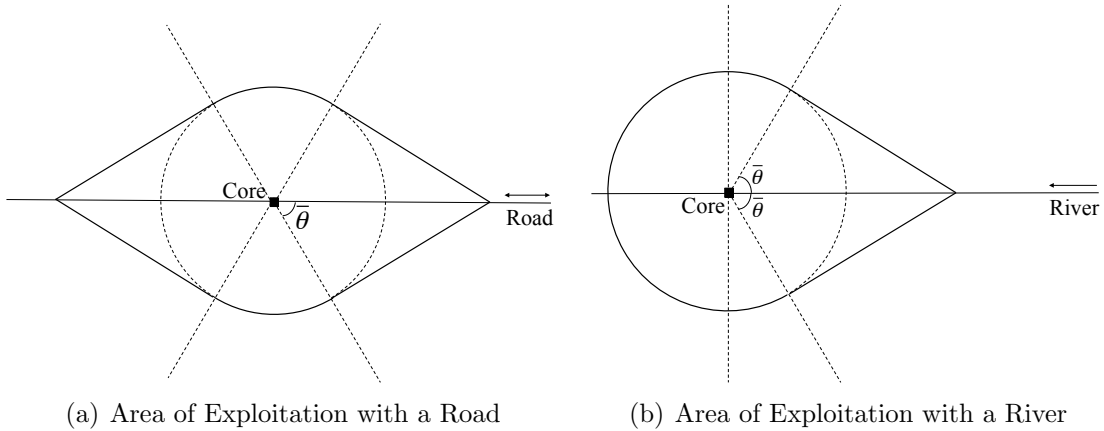 Core
θ̅
Road
Core
θ̅
θ̅
River
(a) Area of Exploitation with a Road
(b) Area of Exploitation with a River